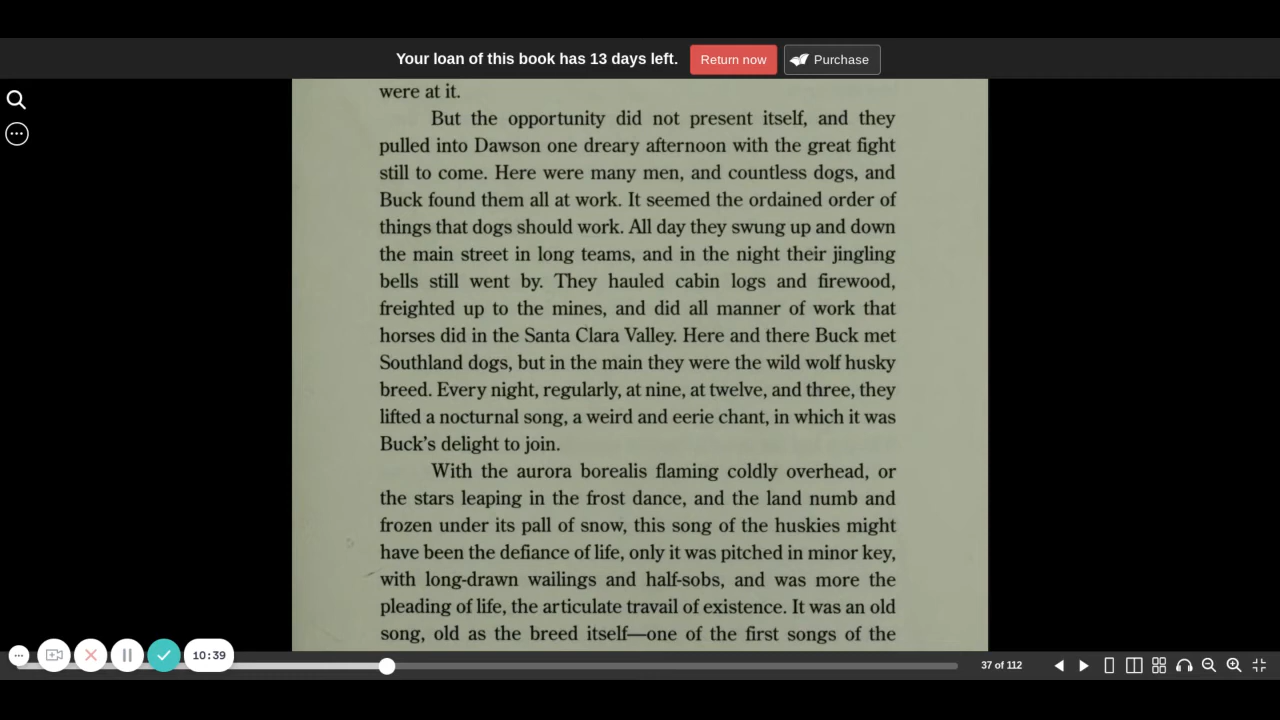 Your loan of this book has 13 days left. Return now Purchase
were at it.
But the opportunity did not present itself, and they
pulled into Dawson one dreary afternoon with the great fight
still to come. Here were many men, and countless dogs, and
Buck found them all at work. It seemed the ordained order of
things that dogs should work. All day they swung up and down
the main street in long teams, and in the night their jingling
bells still went by. They hauled cabin logs and firewood,
freighted up to the mines, and did all manner of work that
horses did in the Santa Clara Valley. Here and there Buck met
Southland dogs, but in the main they were the wild wolf husky
breed. Every night, regularly, at nine, at twelve, and three, they
lifted a nocturnal song, a weird and eerie chant, in which it was
Buck's delight to join.
With the aurora borealis flaming coldly overhead, or
the stars leaping in the frost dance, and the land numb and
frozen under its pall of snow, this song of the huskies might
have been the defiance of life, only it was pitched in minor key,
with long-drawn wailings and half-sobs, and was more the
pleading of life, the articulate travail of existence. It was an old
song, old as the breed itself—one of the first songs of the
10:39
37 of 112